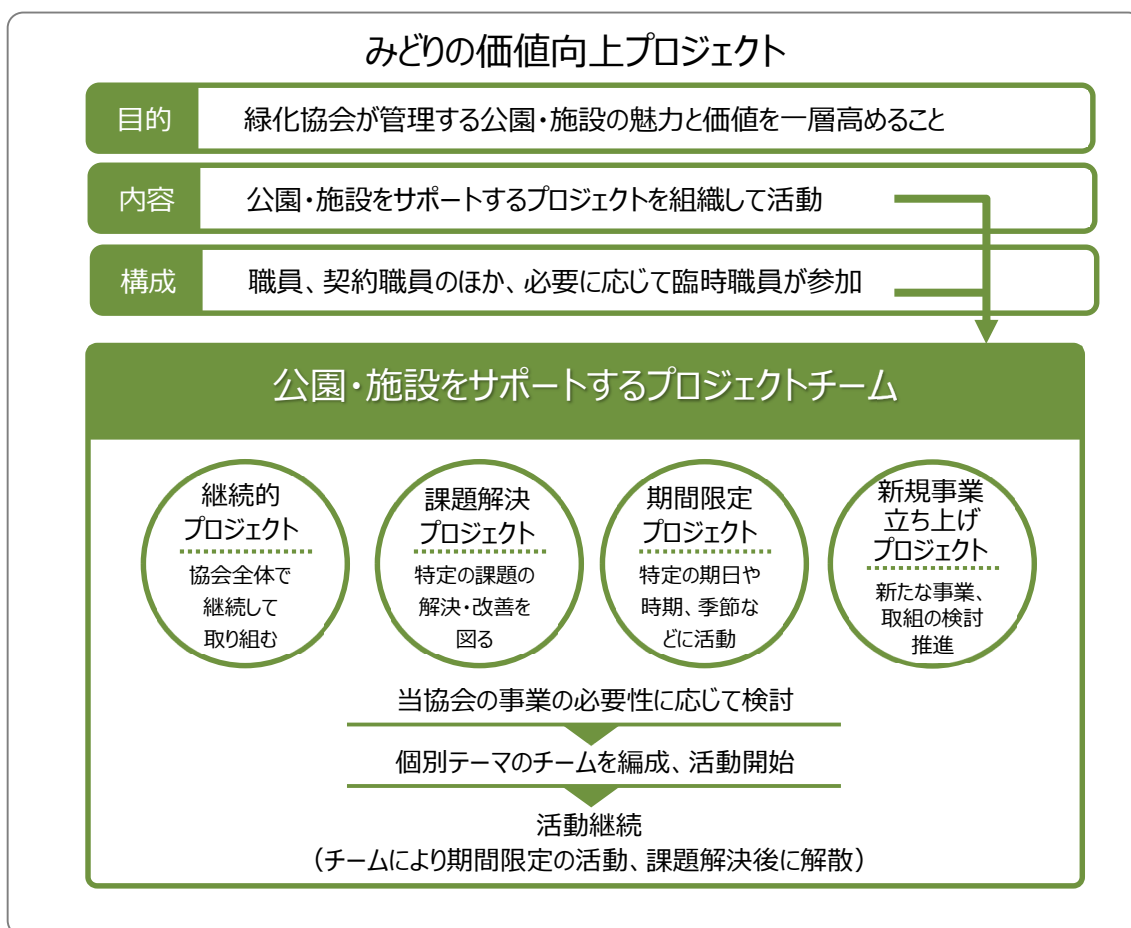 みどりの価値向上プロジェクト
目的
緑化協会が管理する公園・施設の魅力と価値を一層高めること
内容
公園・施設をサポートするプロジェクトを組織して活動
構成
職員、契約職員のほか、必要に応じて臨時職員が参加
公園・施設をサポートするプロジェクトチーム
継続的
プロジェクト
協会全体で
継続して
取り組む
課題解決
プロジェクト
特定の課題の
解決・改善を
図る
期間限定
プロジェクト
特定の期日や
時期、季節な
どに活動
新規事業
立ち上げ
プロジェクト
新たな事業、
取組の検討
推進
当協会の事業の必要性に応じて検討
個別テーマのチームを編成、活動開始
活動継続
（チームにより期間限定の活動、課題解決後に解散）